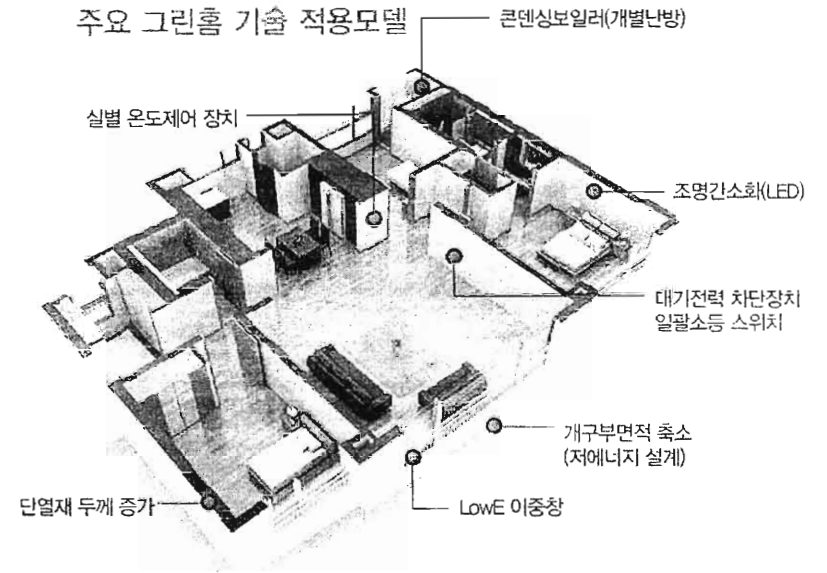 주요 그린홈 기술 적용모델
콘덴싱보일러(개별난방)
실별 온도제어 장치
조명간소화(LED)
대기전력 차단장치
일괄소등 스위치
개구부면적 축소
(저에너지 설계)
단열재 두께 증가
LowE 이중창